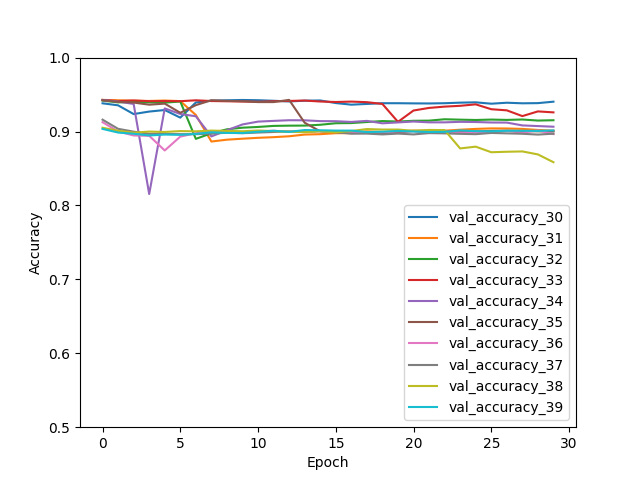 1.0
0.9
0.8
0.7
0.6
0.5
Accuracy
val_accuracy_30
val_accuracy_31
val_accuracy_32
val_accuracy_33
val_accuracy_34
val_accuracy_35
val_accuracy_36
val_accuracy_37
val_accuracy_38
val_accuracy_39
0 5 10 15 20 25 30
Epoch